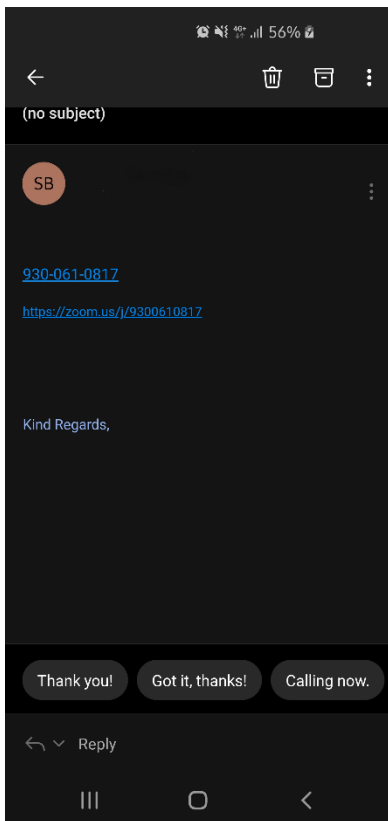 4G+ 56%
(no subject)
SB
930-061-0817
https://zoom.us/j/9300610817
Kind Regards,
Thank you! Got it, thanks! Calling now.
Reply